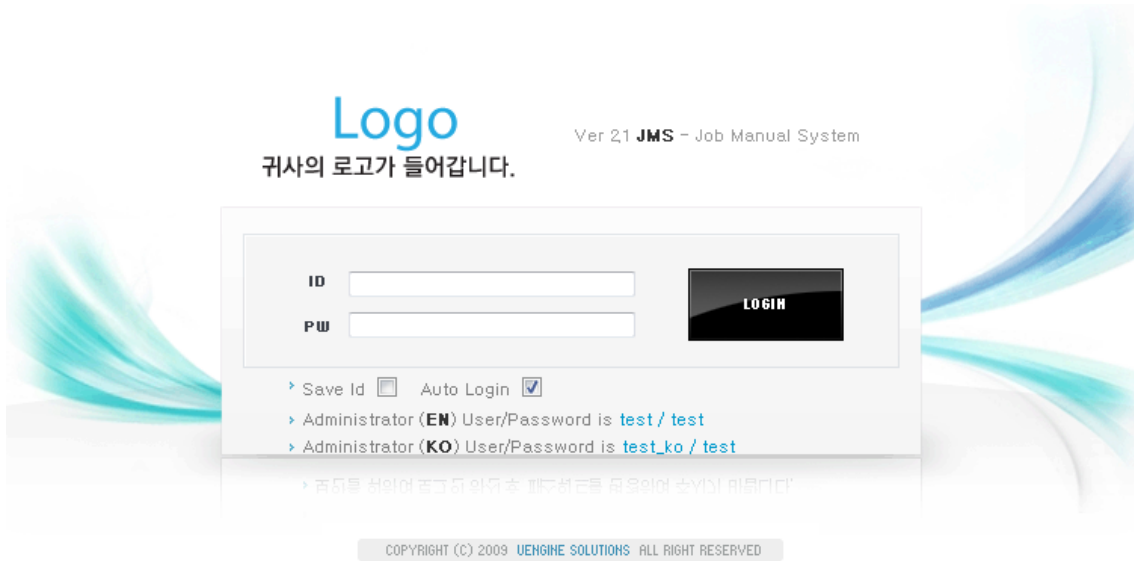 Logo
귀사의 로고가 들어갑니다.
Ver 2.1 JMS - Job Manual System
ID
LOGIN
PW
Save Id Auto Login
Administrator (EN) User/Password is test / test
Administrator (KO) User/Password is test_ko / test
COPYRIGHT (C) 2009 UENGINE SOLUTIONS ALL RIGHT RESERVED